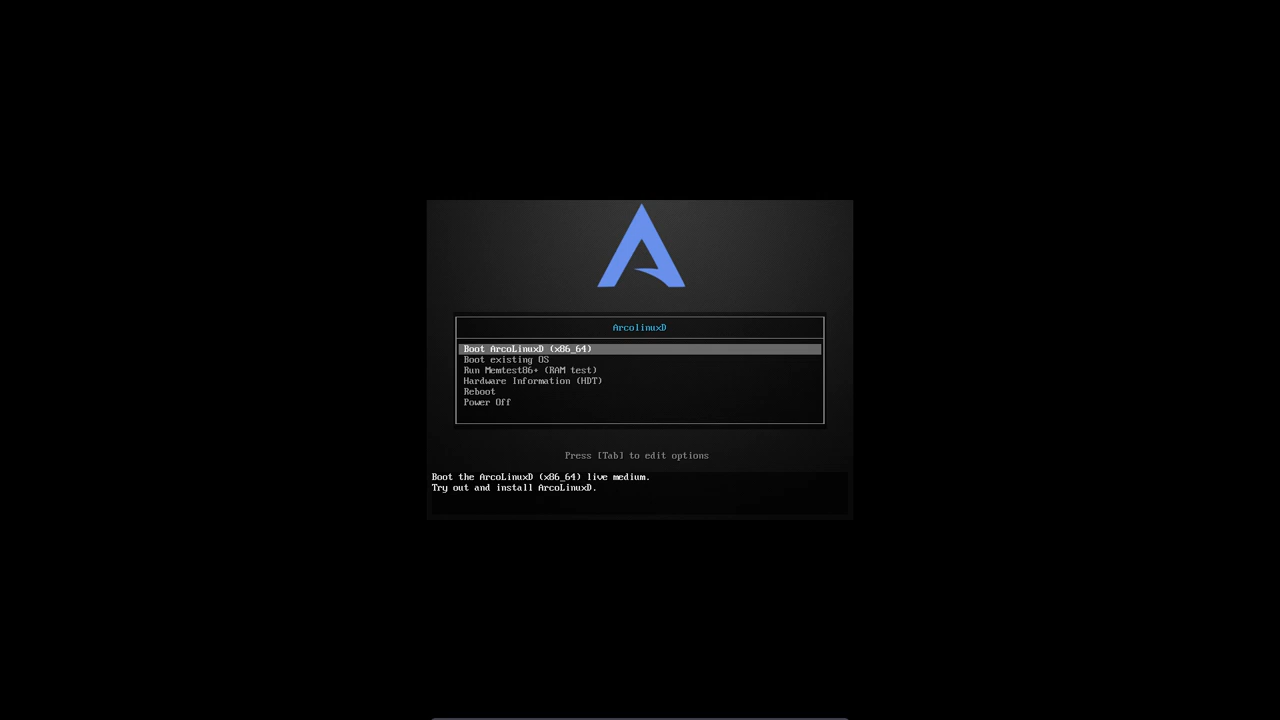 ArcolinuxD
Boot ArcoLinuxD (x86_64)
Boot existing OS
Run Memtest86+ (RAM test)
Hardware Information (HDT)
Reboot
Power Off
Press [Tab] to edit options
Boot the ArcoLinuxD (x86_64) live medium.
Try out and install ArcoLinuxD.